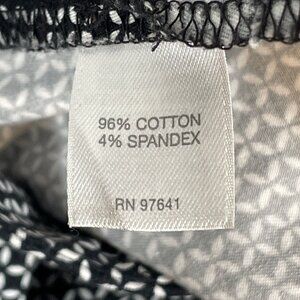 96% COTTON
4% SPANDEX
RN 97641